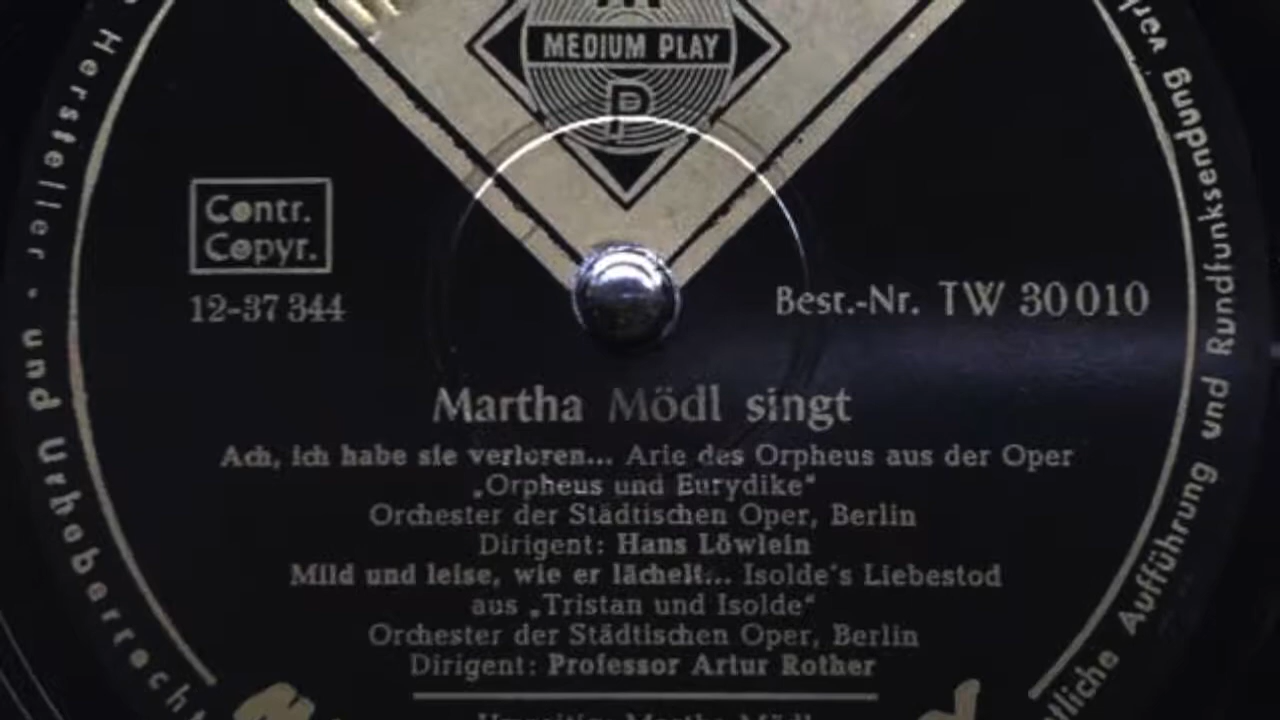 MEDIUM PLAY
P
Contr.
Copyr.
12-37 344
Best.-Nr. TW 30 010
Martha Mödl singt
Ach, ich habe sie verloren... Arie des Orpheus aus der Oper
„Orpheus und Eurydike“
Orchester der Städtischen Oper, Berlin
Dirigent: Hans Löwlein
Mild und leise, wie er lächelt... Isolde's Liebestod
aus „Tristan und Isolde“
Orchester der Städtischen Oper, Berlin
Dirigent: Professor Artur Rother
Hersteller - und Urheberrecht
Aufführung und Rundfunksendung